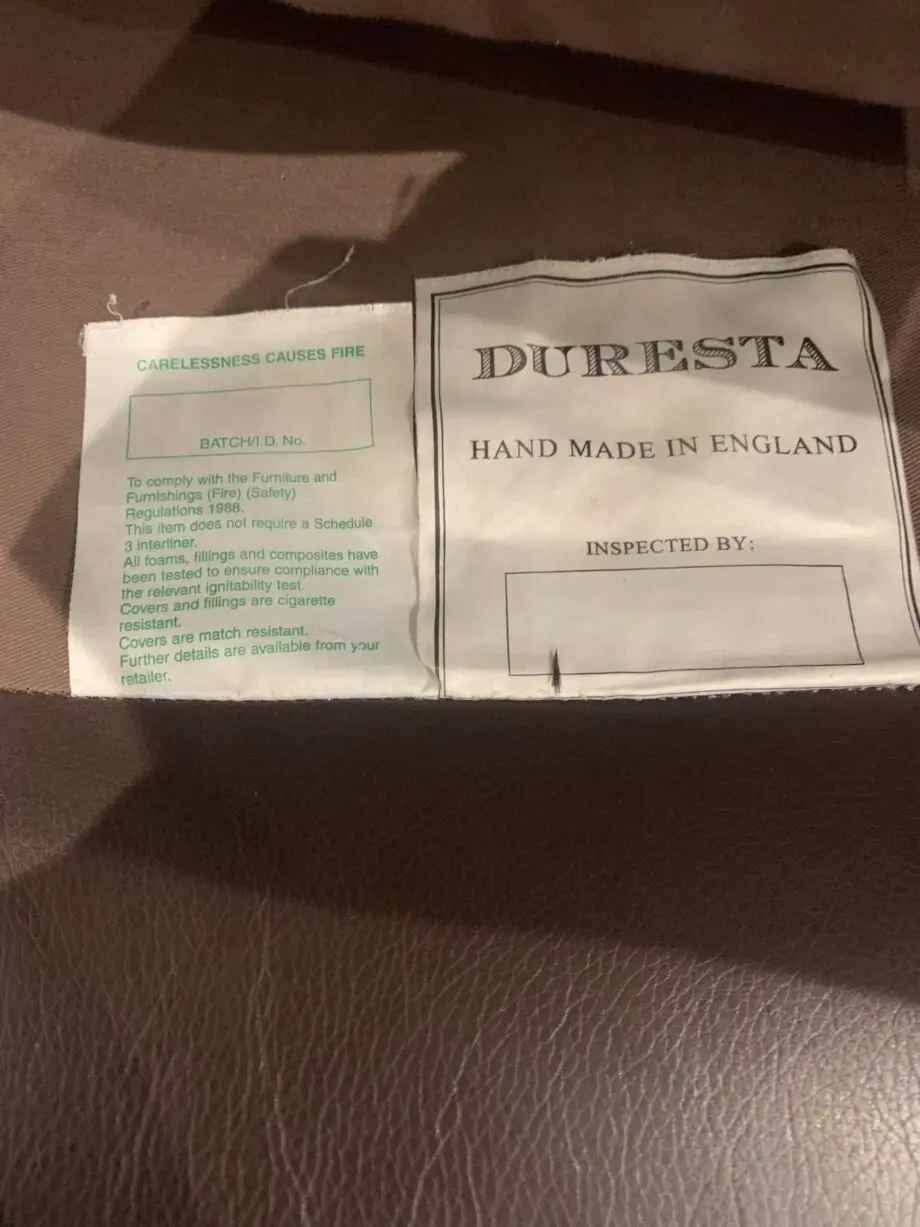 CARELESSNESS CAUSES FIRE
BATCH/I.D. No.
To comply with the Furniture and
Furnishings (Fire) (Safety)
Regulations 1988.
This item does not require a Schedule
3 interliner.
All foams, fillings and composites have
been tested to ensure compliance with
the relevant ignitability test.
Covers and fillings are cigarette
resistant.
Covers are match resistant.
Further details are available from your
retailer.
DURESTA
HAND MADE IN ENGLAND
INSPECTED BY: